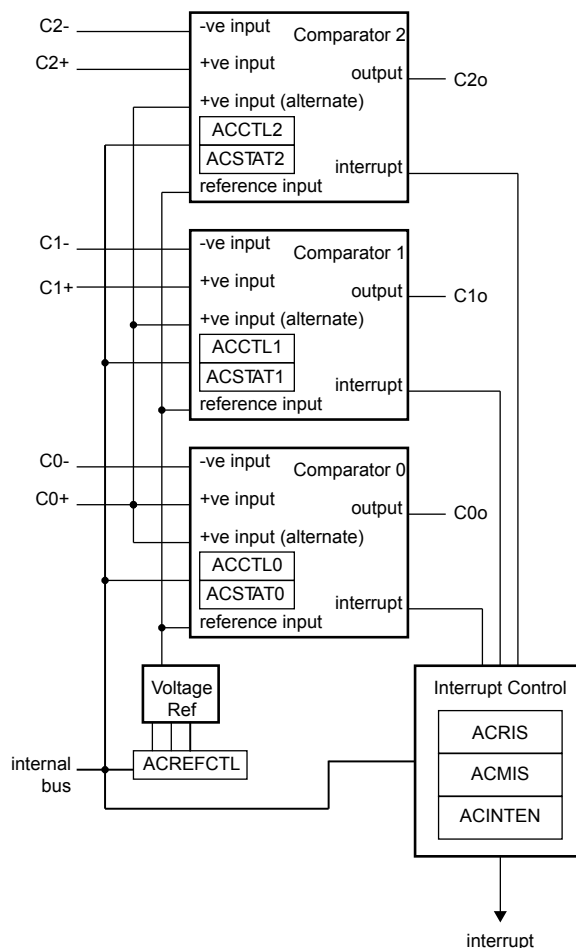 C2-
-ve input
Comparator 2
C2+
+ve input
output
C2o
+ve input (alternate)
ACCTL2
ACSTAT2
interrupt
reference input
C1-
-ve input
Comparator 1
C1+
+ve input
output
C1o
+ve input (alternate)
ACCTL1
ACSTAT1
interrupt
reference input
C0-
-ve input
Comparator 0
C0+
+ve input
output
C0o
+ve input (alternate)
ACCTL0
ACSTAT0
interrupt
reference input
Voltage
Ref
Interrupt Control
ACRIS
internal
bus
ACREFCTL
ACMIS
ACINTEN
interrupt